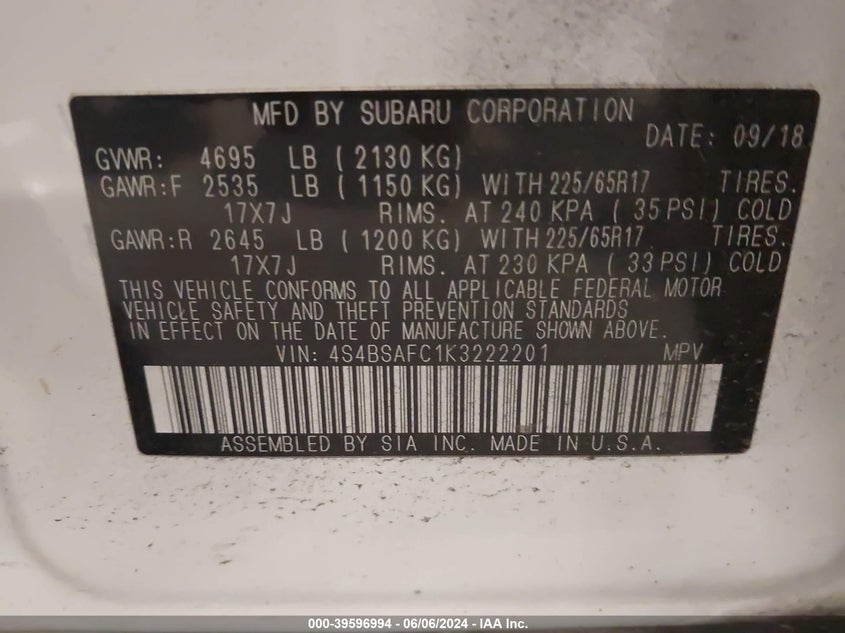 MFD BY SUBARU CORPORATION
DATE: 09/18
GVWR: 4695 LB ( 2130 KG)
GAWR:F 2535 LB ( 1150 KG) WITH 225/65R17 TIRES.
17X7J RIMS. AT 240 KPA ( 35 PSI) COLD
GAWR:R 2645 LB ( 1200 KG) WITH 225/65R17 TIRES.
17X7J RIMS. AT 230 KPA ( 33 PSI) COLD
THIS VEHICLE CONFORMS TO ALL APPLICABLE FEDERAL MOTOR
VEHICLE SAFETY AND THEFT PREVENTION STANDARDS
IN EFFECT ON THE DATE OF MANUFACTURE SHOWN ABOVE.
VIN: 4S4BSAFC1K3222201 MPV
ASSEMBLED BY SIA INC. MADE IN U.S.A.
000-39596994 - 06/06/2024 - IAA Inc.